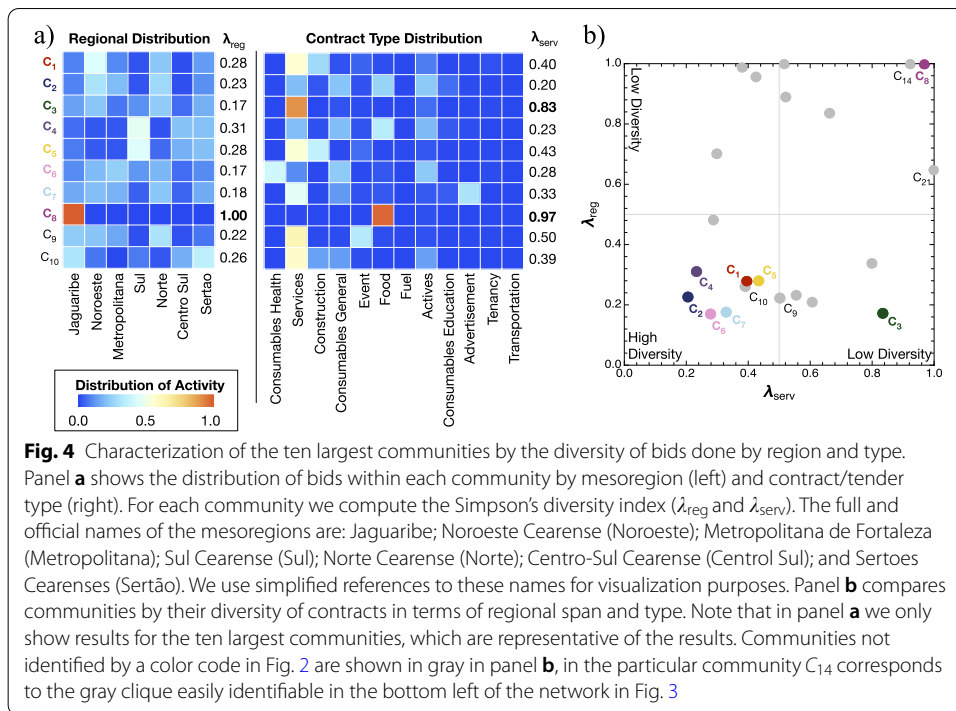 a) Regional Distribution λreg Contract Type Distribution λserv
C1 0.28 0.40
C2 0.23 0.20
C3 0.17 0.83
C4 0.31 0.23
C5 0.28 0.43
C6 0.17 0.28
C7 0.18 0.33
C8 1.00 0.97
C9 0.22 0.50
C10 0.26 0.39
Jaguaribe
Noroeste
Metropolitana
Sul
Norte
Centro Sul
Sertao
Consumables Health
Services
Construction
Consumables General
Event
Food
Fuel
Actives
Consumables Education
Advertisement
Tenancy
Transportation
Distribution of Activity
0.0 0.5 1.0
b)
1.0
0.8
0.6
0.4
0.2
0.0
λreg
Low Diversity
C14 C8
C21
C1 C5
C4
C10
C2
C9
C6 C7
C3
High
Diversity
Low Diversity
0.0 0.2 0.4 0.6 0.8 1.0
λserv
Fig. 4 Characterization of the ten largest communities by the diversity of bids done by region and type.
Panel a shows the distribution of bids within each community by mesoregion (left) and contract/tender
type (right). For each community we compute the Simpson's diversity index (λreg and λserv). The full and
official names of the mesoregions are: Jaguaribe; Noroeste Cearense (Noroeste); Metropolitana de Fortaleza
(Metropolitana); Sul Cearense (Sul); Norte Cearense (Norte); Centro-Sul Cearense (Central Sul); and Sertoes
Cearenses (Sertão). We use simplified references to these names for visualization purposes. Panel b compares
communities by their diversity of contracts in terms of regional span and type. Note that in panel a we only
show results for the ten largest communities, which are representative of the results. Communities not
identified by a color code in Fig. 2 are shown in gray in panel b, in the particular community C14 corresponds
to the gray clique easily identifiable in the bottom left of the network in Fig. 3